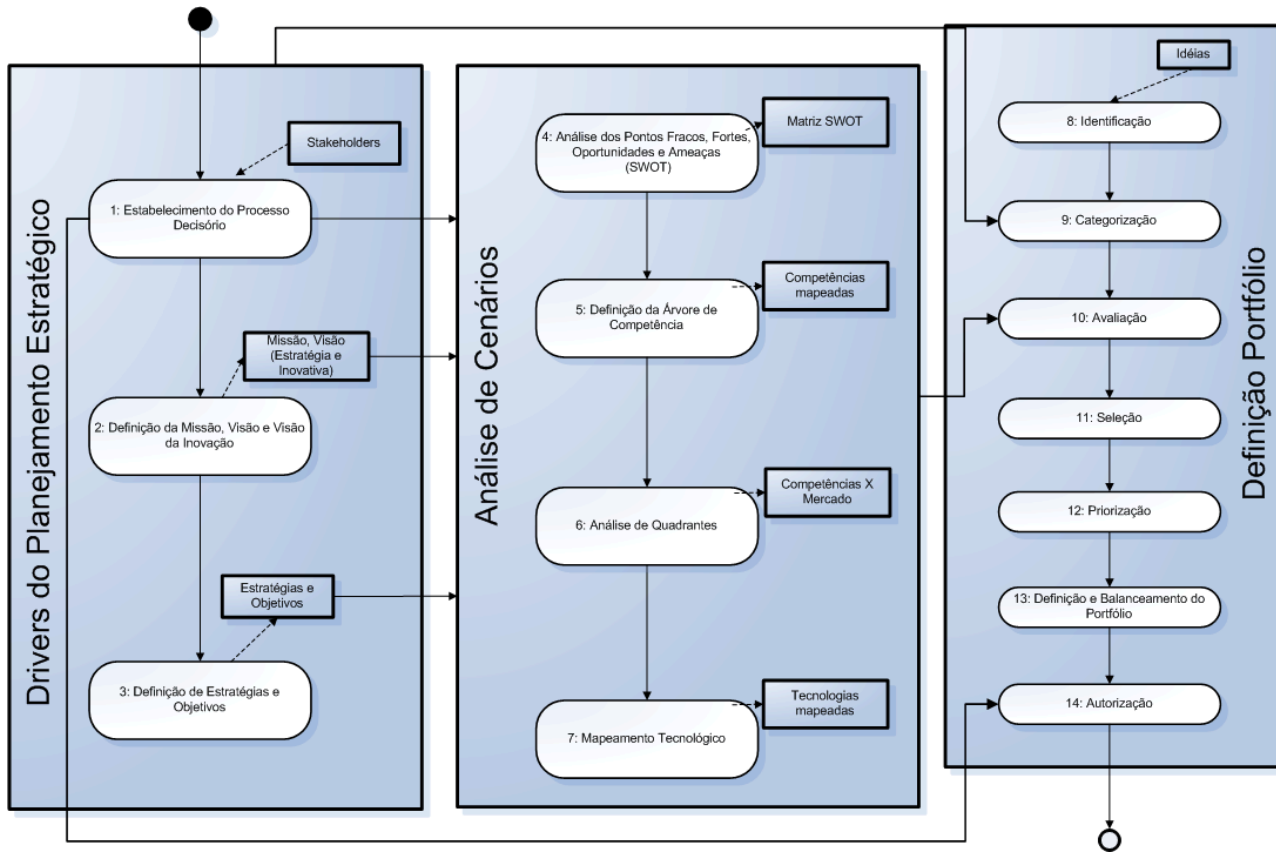 Drivers do Planejamento Estratégico
Stakeholders
1: Estabelecimento do Processo
Decisório
Missão, Visão
(Estratégia e
Inovativa)
2: Definição da Missão, Visão e Visão
da Inovação
Estratégias e
Objetivos
3: Definição de Estratégias e
Objetivos
Análise de Cenários
4: Análise dos Pontos Fracos, Fortes,
Oportunidades e Ameaças
(SWOT)
Matriz SWOT
5: Definição da Árvore de
Competência
Competências
mapeadas
6: Análise de Quadrantes
Competências X
Mercado
7: Mapeamento Tecnológico
Tecnologias
mapeadas
Definição Portfólio
Idéias
8: Identificação
9: Categorização
10: Avaliação
11: Seleção
12: Priorização
13: Definição e Balanceamento do
Portfólio
14: Autorização